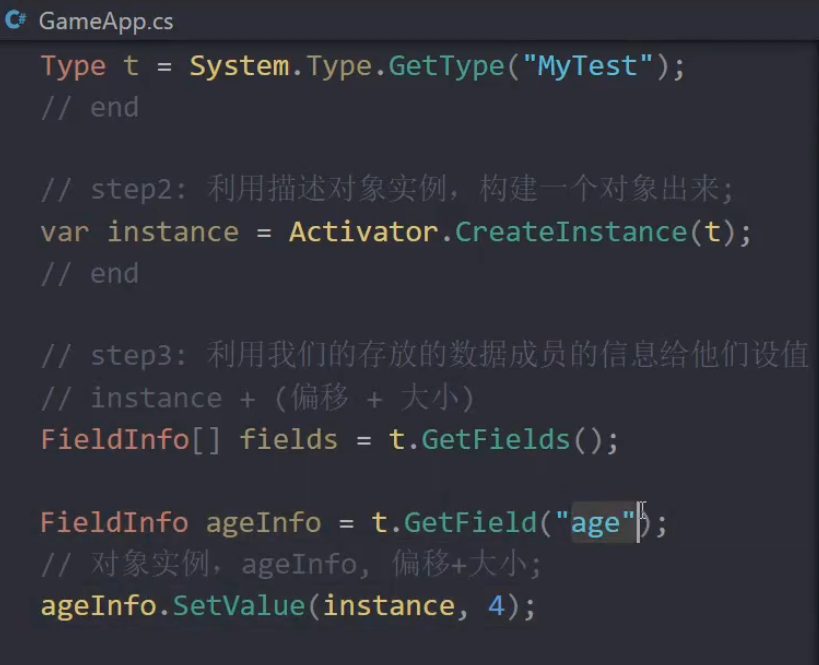 C# GameApp.cs
Type t = System.Type.GetType("MyTest");
// end
// step2: 利用描述对象实例，构建一个对象出来;
var instance = Activator.CreateInstance(t);
// end
// step3: 利用我们的存放的数据成员的信息给他们设值
// instance + (偏移 + 大小)
FieldInfo[] fields = t.GetFields();
FieldInfo ageInfo = t.GetField("age");
// 对象实例，ageInfo, 偏移+大小;
ageInfo.SetValue(instance, 4);